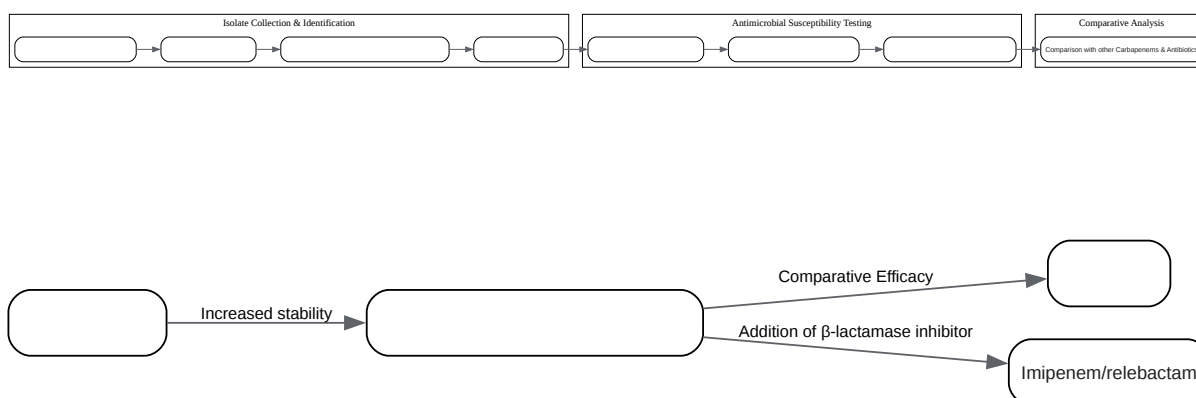 Isolate Collection & Identification
Antimicrobial Susceptibility Testing
Comparative Analysis
Comparison with other Carbapenems & Antibiotics
Increased stability
Comparative Efficacy
Addition of β-lactamase inhibitor
Imipenem/relebactam